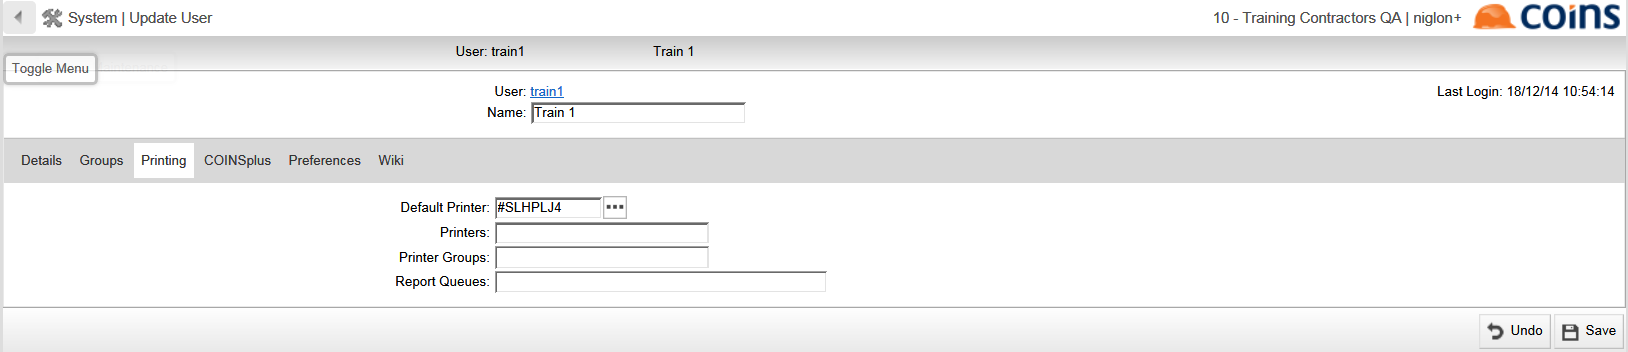 System | Update User
10 - Training Contractors QA | niglon+
coins
User: train1 Train 1
Toggle Menu
User: train1
Last Login: 18/12/14 10:54:14
Name: Train 1
Details Groups Printing COINSplus Preferences Wiki
Default Printer: #SLHPLJ4
Printers:
Printer Groups:
Report Queues:
Undo Save